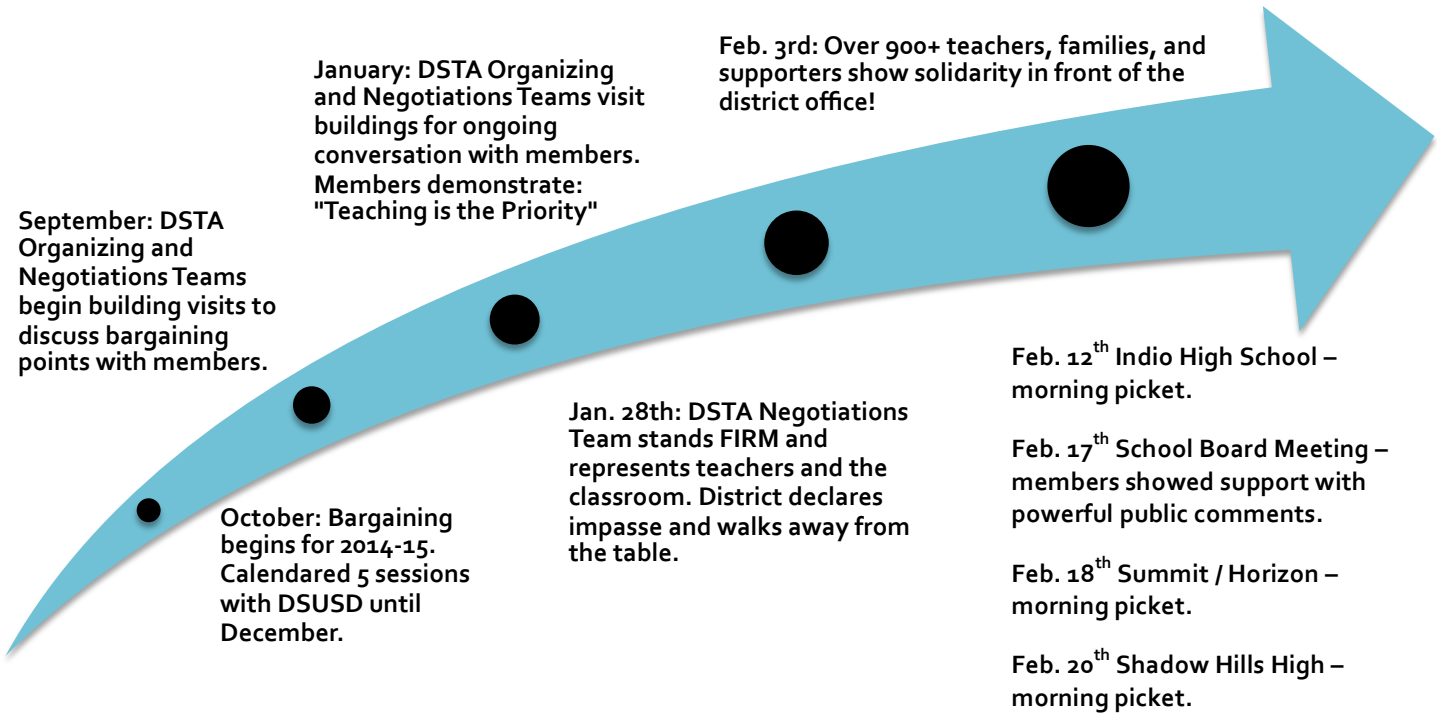 September: DSTA
Organizing and
Negotiations Teams
begin building visits to
discuss bargaining
points with members.
October: Bargaining
begins for 2014-15.
Calendared 5 sessions
with DSUSD until
December.
January: DSTA Organizing
and Negotiations Teams visit
buildings for ongoing
conversation with members.
Members demonstrate:
"Teaching is the Priority"
Jan. 28th: DSTA Negotiations
Team stands FIRM and
represents teachers and the
classroom. District declares
impasse and walks away from
the table.
Feb. 3rd: Over 900+ teachers, families, and
supporters show solidarity in front of the
district office!
Feb. 12th Indio High School –
morning picket.
Feb. 17th School Board Meeting –
members showed support with
powerful public comments.
Feb. 18th Summit / Horizon –
morning picket.
Feb. 20th Shadow Hills High –
morning picket.